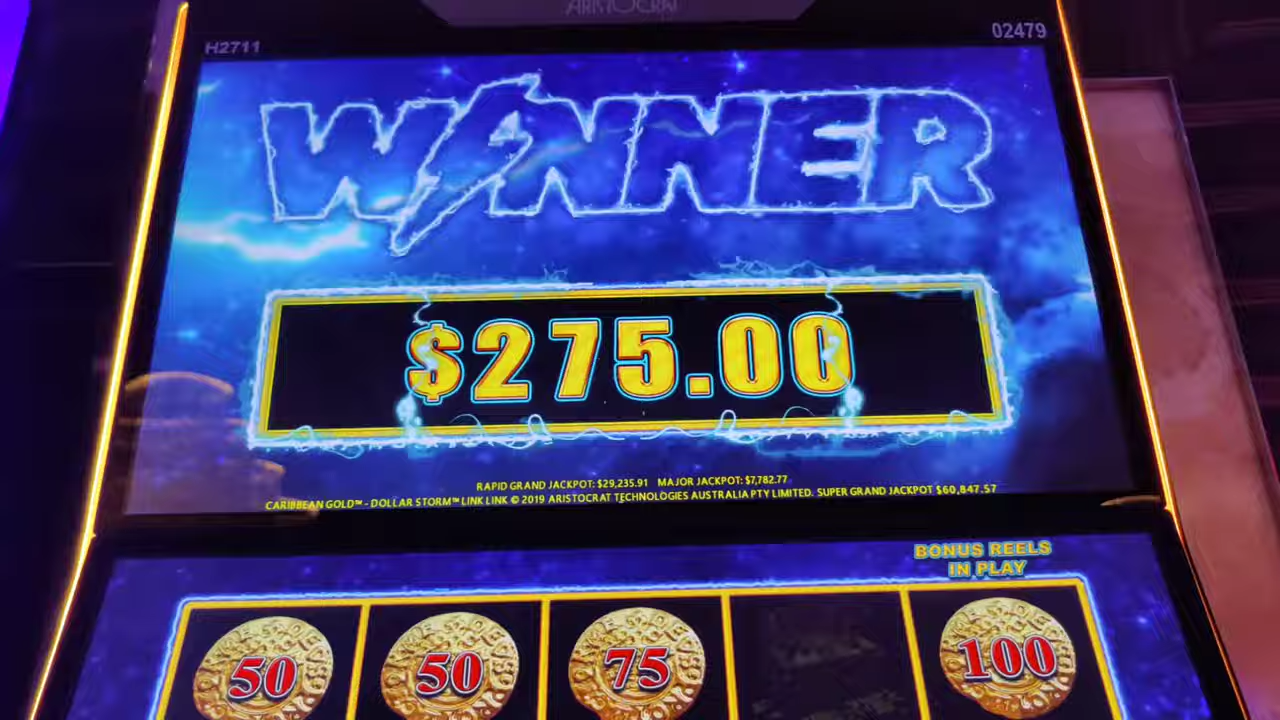 ARISTOCRAT
H2711
02479
WINNER
$275.00
RAPID GRAND JACKPOT: $29,235.91 MAJOR JACKPOT: $7,782.77
CARIBBEAN GOLD™ - DOLLAR STORM™ LINK LINK © 2019 ARISTOCRAT TECHNOLOGIES AUSTRALIA PTY LIMITED. SUPER GRAND JACKPOT $60,847.57
BONUS REELS
IN PLAY
50 50 75 100